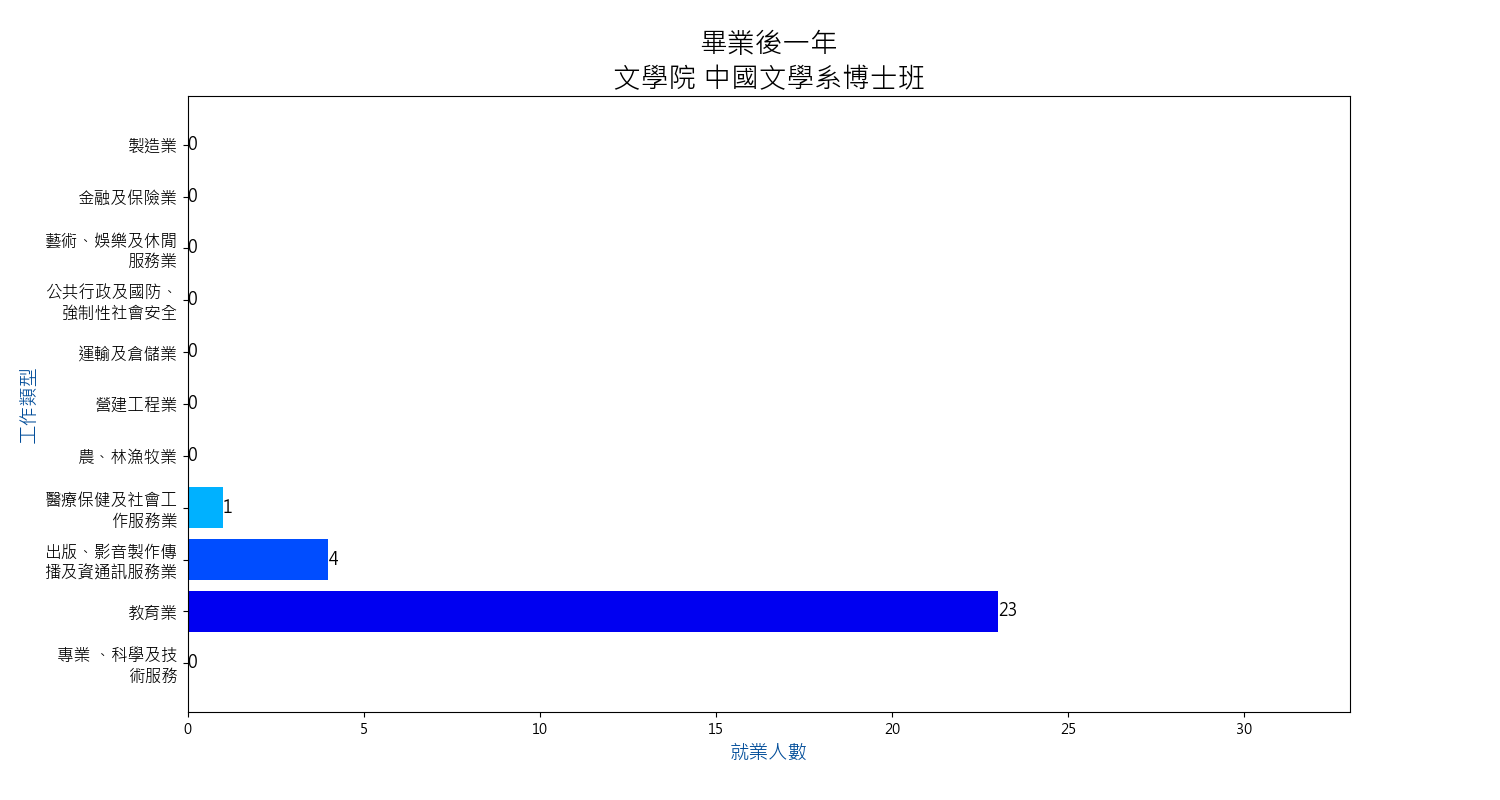 畢業後一年
文學院 中國文學系博士班
製造業
0
金融及保險業
0
藝術、娛樂及休閒
服務業
0
公共行政及國防、
強制性社會安全
0
運輸及倉儲業
0
營建工程業
0
農、林漁牧業
0
醫療保健及社會工
作服務業
1
出版、影音製作傳
播及資通訊服務業
4
教育業
23
專業 、科學及技
術服務
0
工作類型
0 5 10 15 20 25 30
就業人數